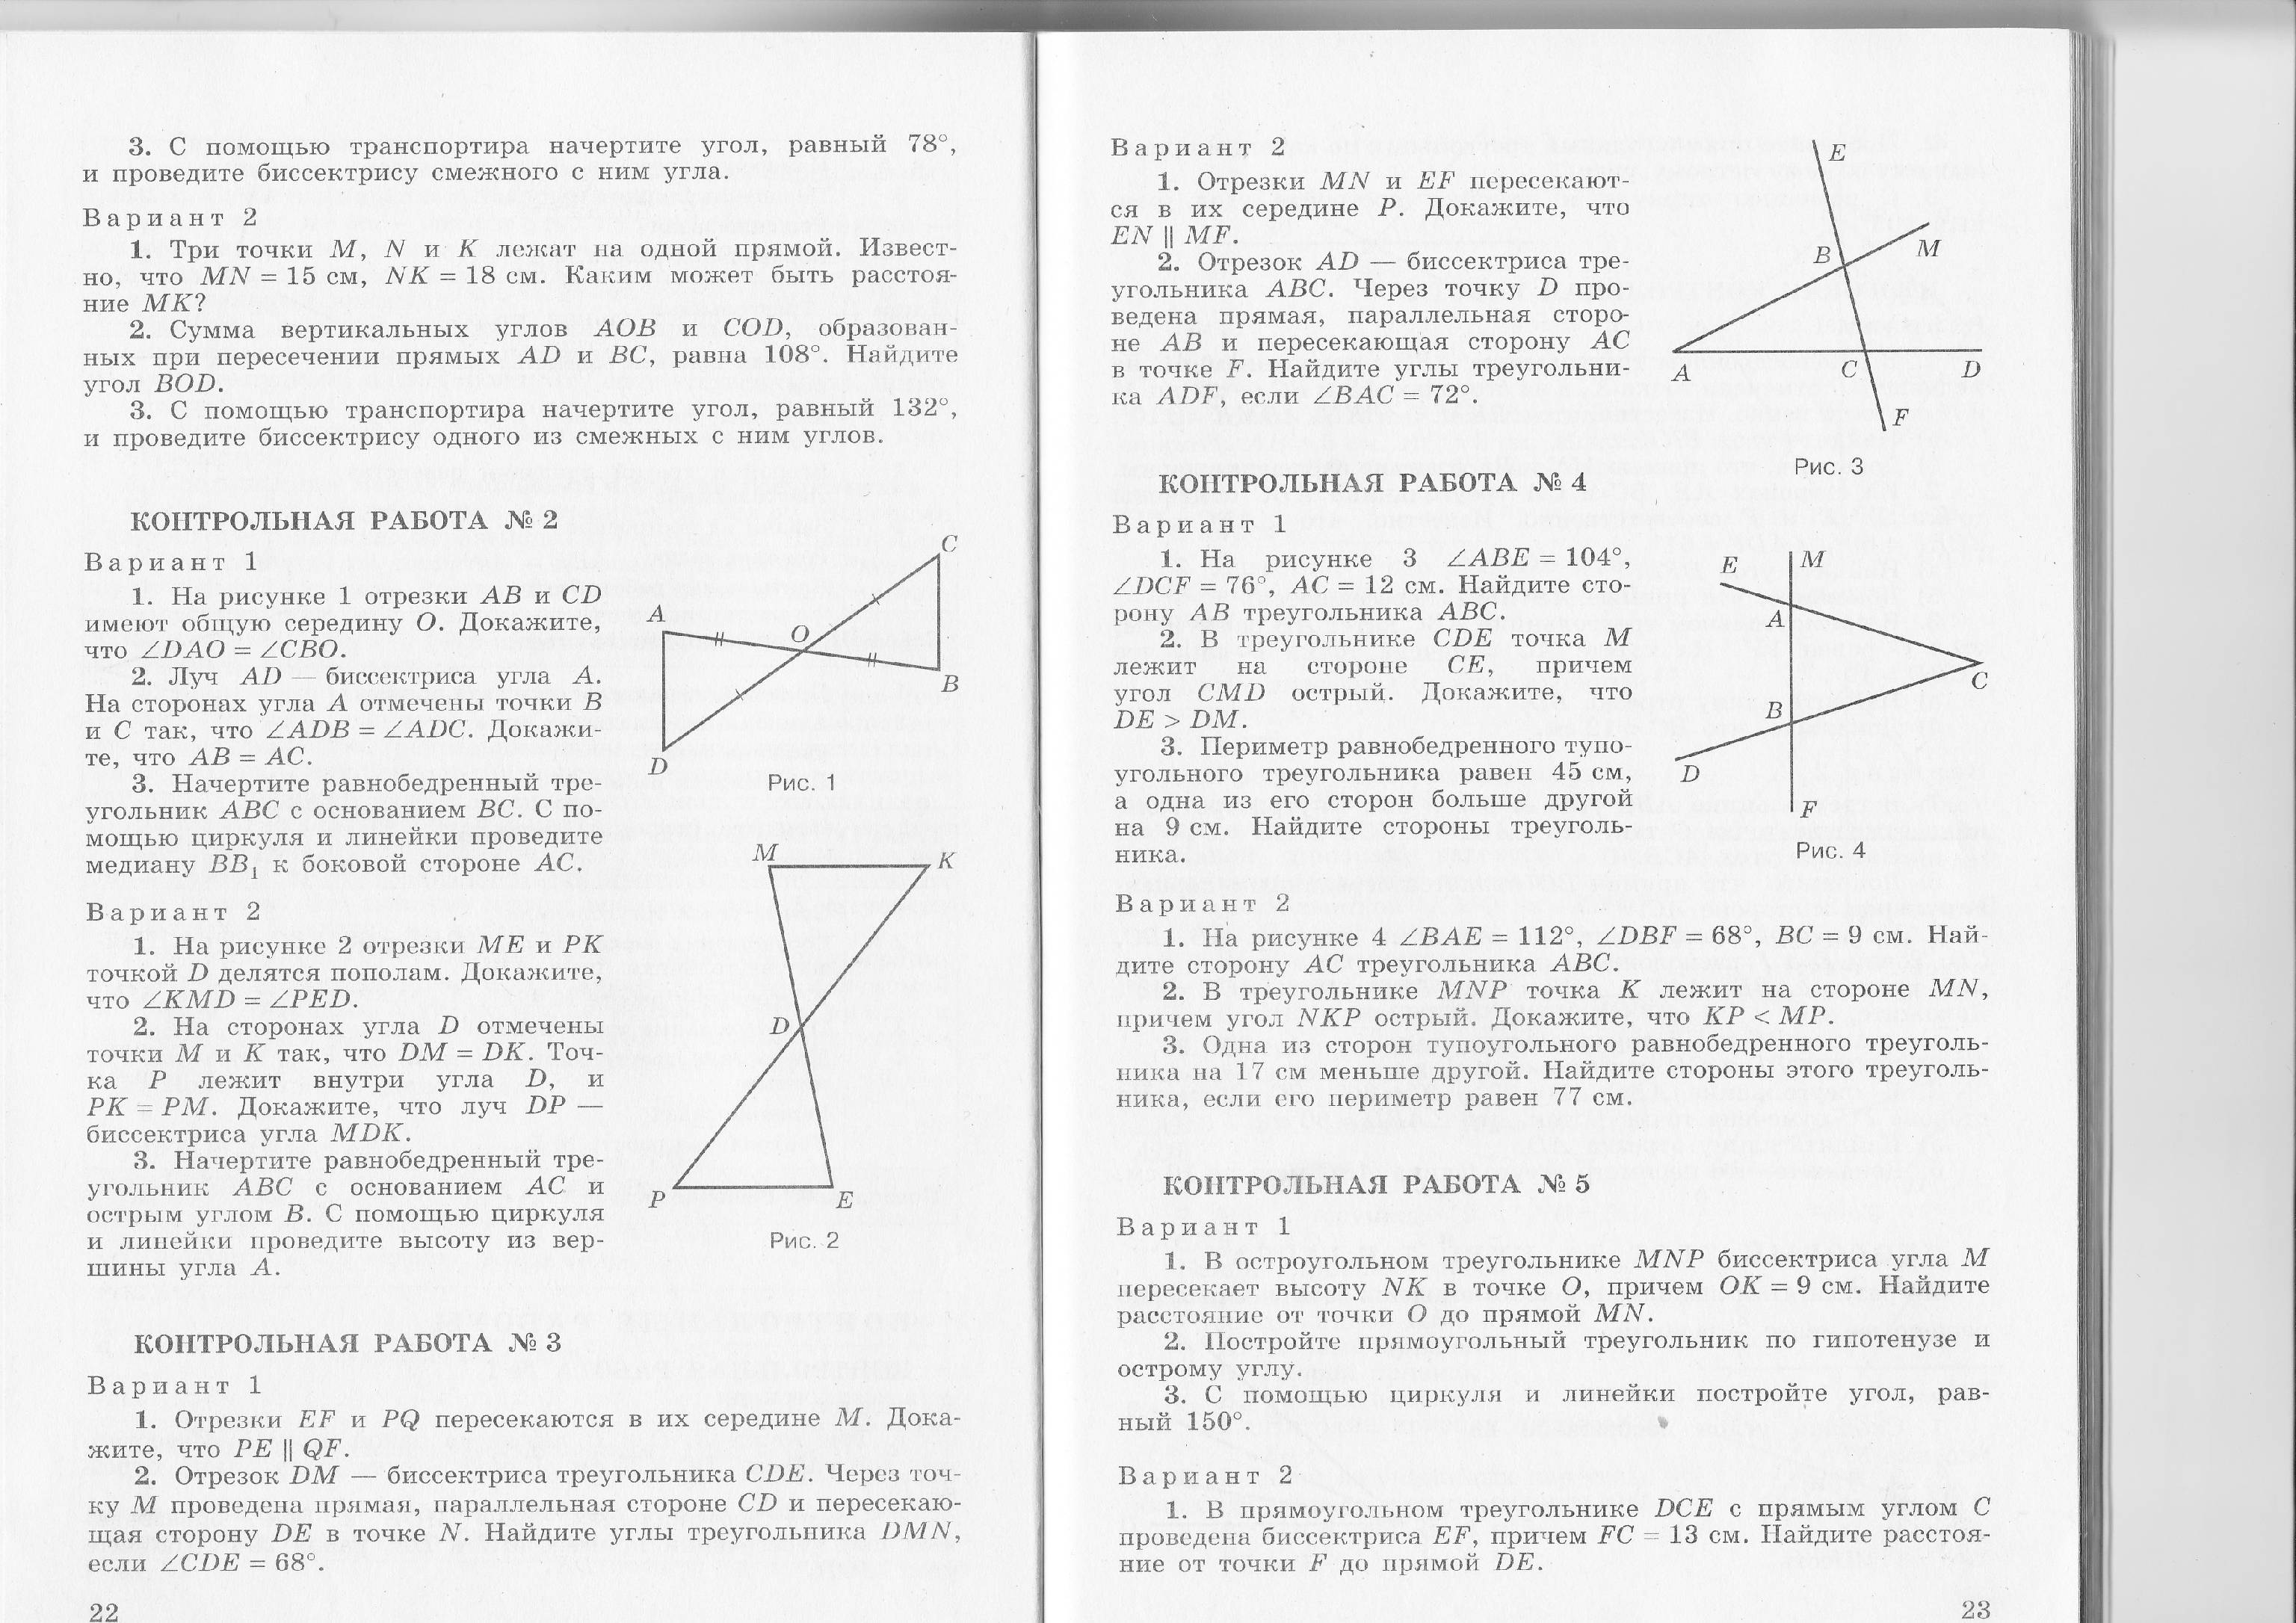 3. С помощью транспортира начертите угол, равный 78°,
и проведите биссектрису смежного с ним угла.
Вариант 2
1. Три точки M, N и K лежат на одной прямой. Извест-
но, что MN = 15 см, NK = 18 см. Каким может быть расстоя-
ние MK?
2. Сумма вертикальных углов AOB и COD, образован-
ных при пересечении прямых AD и BC, равна 108°. Найдите
угол BOD.
3. С помощью транспортира начертите угол, равный 132°,
и проведите биссектрису одного из смежных с ним углов.
КОНТРОЛЬНАЯ РАБОТА № 2
Вариант 1
1. На рисунке 1 отрезки AB и CD
имеют общую середину O. Докажите,
что ∠DAO = ∠CBO.
2. Луч AD — биссектриса угла A.
На сторонах угла A отмечены точки B
и C так, что ∠ADB = ∠ADC. Докажи-
те, что AB = AC.
3. Начертите равнобедренный тре-
угольник ABC с основанием BC. С по-
мощью циркуля и линейки проведите
медиану BB₁ к боковой стороне AC.
A
O
C
B
D
Рис. 1
Вариант 2
1. На рисунке 2 отрезки ME и PK
точкой D делятся пополам. Докажите,
что ∠KMD = ∠PED.
2. На сторонах угла D отмечены
точки M и K так, что DM = DK. Точ-
ка P лежит внутри угла D, и
PK = PM. Докажите, что луч DP —
биссектриса угла MDK.
3. Начертите равнобедренный тре-
угольник ABC с основанием AC и
острым углом B. С помощью циркуля
и линейки проведите высоту из вер-
шины угла A.
M
K
D
P
E
Рис. 2
КОНТРОЛЬНАЯ РАБОТА № 3
Вариант 1
1. Отрезки EF и PQ пересекаются в их середине M. Дока-
жите, что PE || QF.
2. Отрезок DM — биссектриса треугольника CDE. Через точ-
ку M проведена прямая, параллельная стороне CD и пересекаю-
щая сторону DE в точке N. Найдите углы треугольника DMN,
если ∠CDE = 68°.
22
Вариант 2
1. Отрезки MN и EF пересекают-
ся в их середине P. Докажите, что
EN || MF.
2. Отрезок AD — биссектриса тре-
угольника ABC. Через точку D про-
ведена прямая, параллельная сторо-
не AB и пересекающая сторону AC
в точке F. Найдите углы треугольни-
ка ADF, если ∠BAC = 72°.
E
B
M
A
C
D
F
Рис. 3
КОНТРОЛЬНАЯ РАБОТА № 4
Вариант 1
1. На рисунке 3 ∠ABE = 104°,
∠DCF = 76°, AC = 12 см. Найдите сто-
рону AB треугольника ABC.
2. В треугольнике CDE точка M
лежит на стороне CE, причем
угол CMD острый. Докажите, что
DE > DM.
3. Периметр равнобедренного тупо-
угольного треугольника равен 45 см,
а одна из его сторон больше другой
на 9 см. Найдите стороны треуголь-
ника.
E
M
A
C
B
D
F
Рис. 4
Вариант 2
1. На рисунке 4 ∠BAE = 112°, ∠DBF = 68°, BC = 9 см. Най-
дите сторону AC треугольника ABC.
2. В треугольнике MNP точка K лежит на стороне MN,
причем угол NKP острый. Докажите, что KP < MP.
3. Одна из сторон тупоугольного равнобедренного треуголь-
ника на 17 см меньше другой. Найдите стороны этого треуголь-
ника, если его периметр равен 77 см.
КОНТРОЛЬНАЯ РАБОТА № 5
Вариант 1
1. В остроугольном треугольнике MNP биссектриса угла M
пересекает высоту NK в точке O, причем OK = 9 см. Найдите
расстояние от точки O до прямой MN.
2. Постройте прямоугольный треугольник по гипотенузе и
острому углу.
3. С помощью циркуля и линейки постройте угол, рав-
ный 150°.
Вариант 2
1. В прямоугольном треугольнике DCE с прямым углом C
проведена биссектриса EF, причем FC = 13 см. Найдите расстоя-
ние от точки F до прямой DE.
23